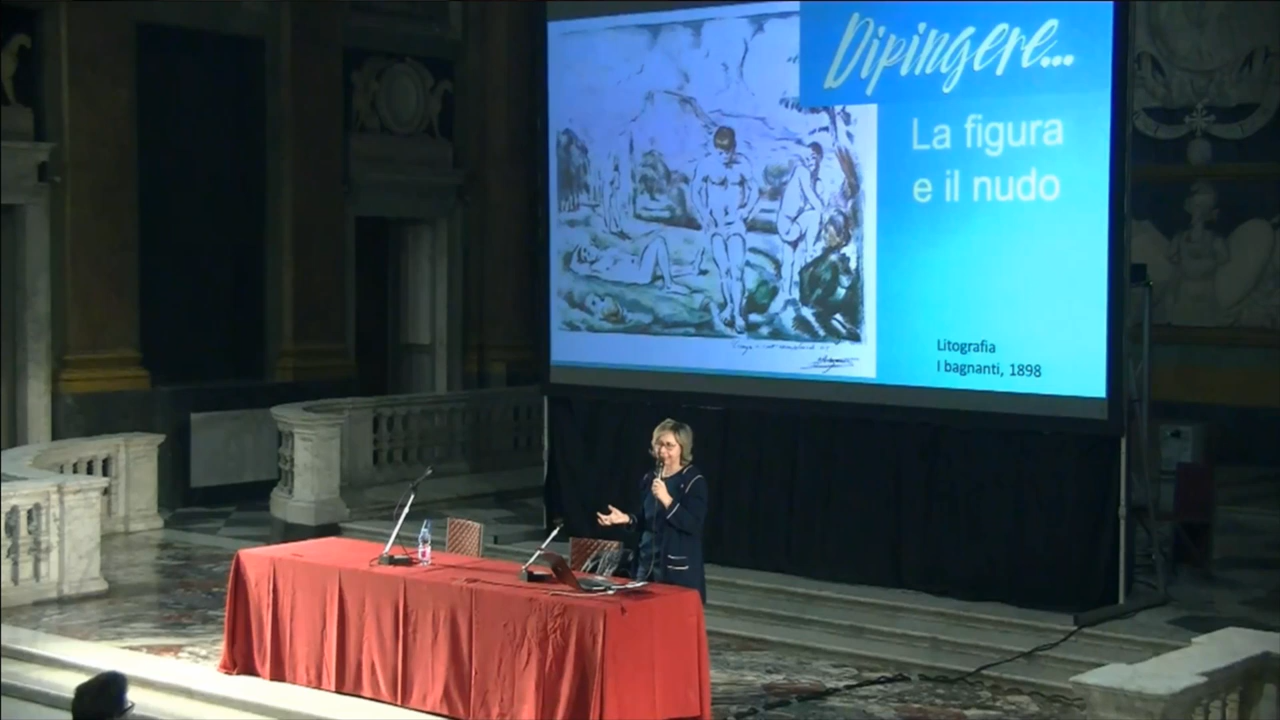 Dipingere...
La figura
e il nudo
Litografia
I bagnanti, 1898